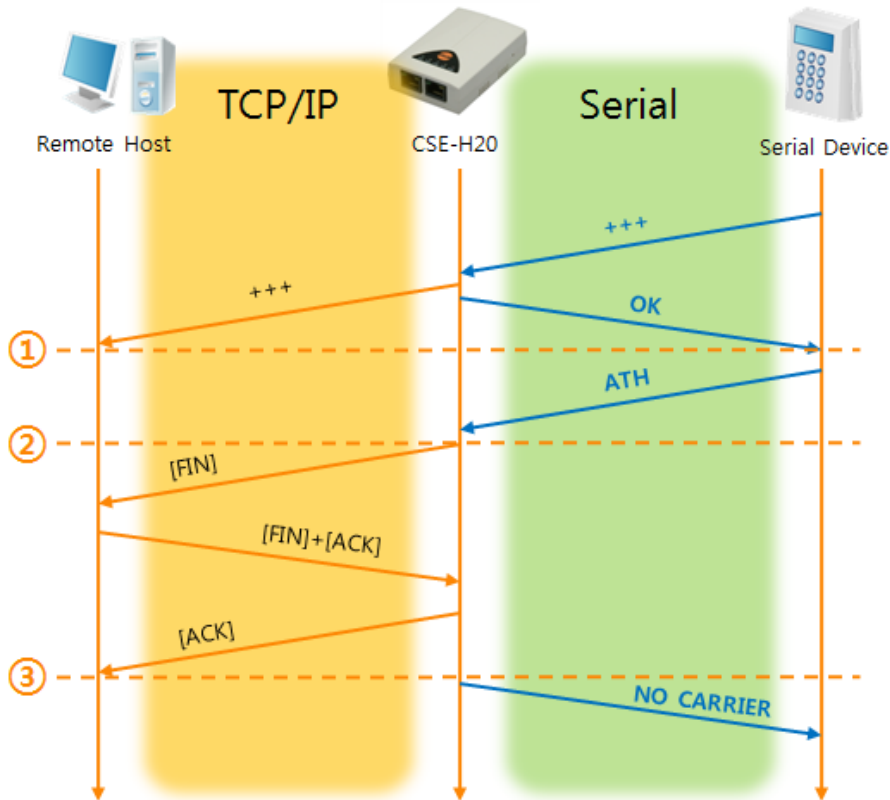 TCP/IP
Serial
Remote Host
CSE-H20
Serial Device
+++
+++
OK
①
ATH
②
[FIN]
[FIN]+[ACK]
[ACK]
③
NO CARRIER